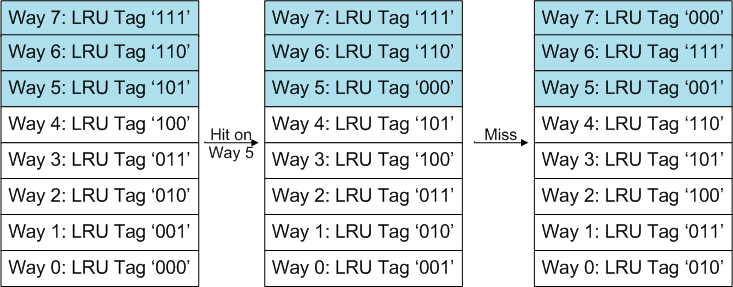 Way 7: LRU Tag ‘111’
Way 6: LRU Tag ‘110’
Way 5: LRU Tag ‘101’
Way 4: LRU Tag ‘100’
Way 3: LRU Tag ‘011’
Way 2: LRU Tag ‘010’
Way 1: LRU Tag ‘001’
Way 0: LRU Tag ‘000’
Hit on
Way 5
Way 7: LRU Tag ‘111’
Way 6: LRU Tag ‘110’
Way 5: LRU Tag ‘000’
Way 4: LRU Tag ‘101’
Way 3: LRU Tag ‘100’
Way 2: LRU Tag ‘011’
Way 1: LRU Tag ‘010’
Way 0: LRU Tag ‘001’
Miss
Way 7: LRU Tag ‘000’
Way 6: LRU Tag ‘111’
Way 5: LRU Tag ‘001’
Way 4: LRU Tag ‘110’
Way 3: LRU Tag ‘101’
Way 2: LRU Tag ‘100’
Way 1: LRU Tag ‘011’
Way 0: LRU Tag ‘010’